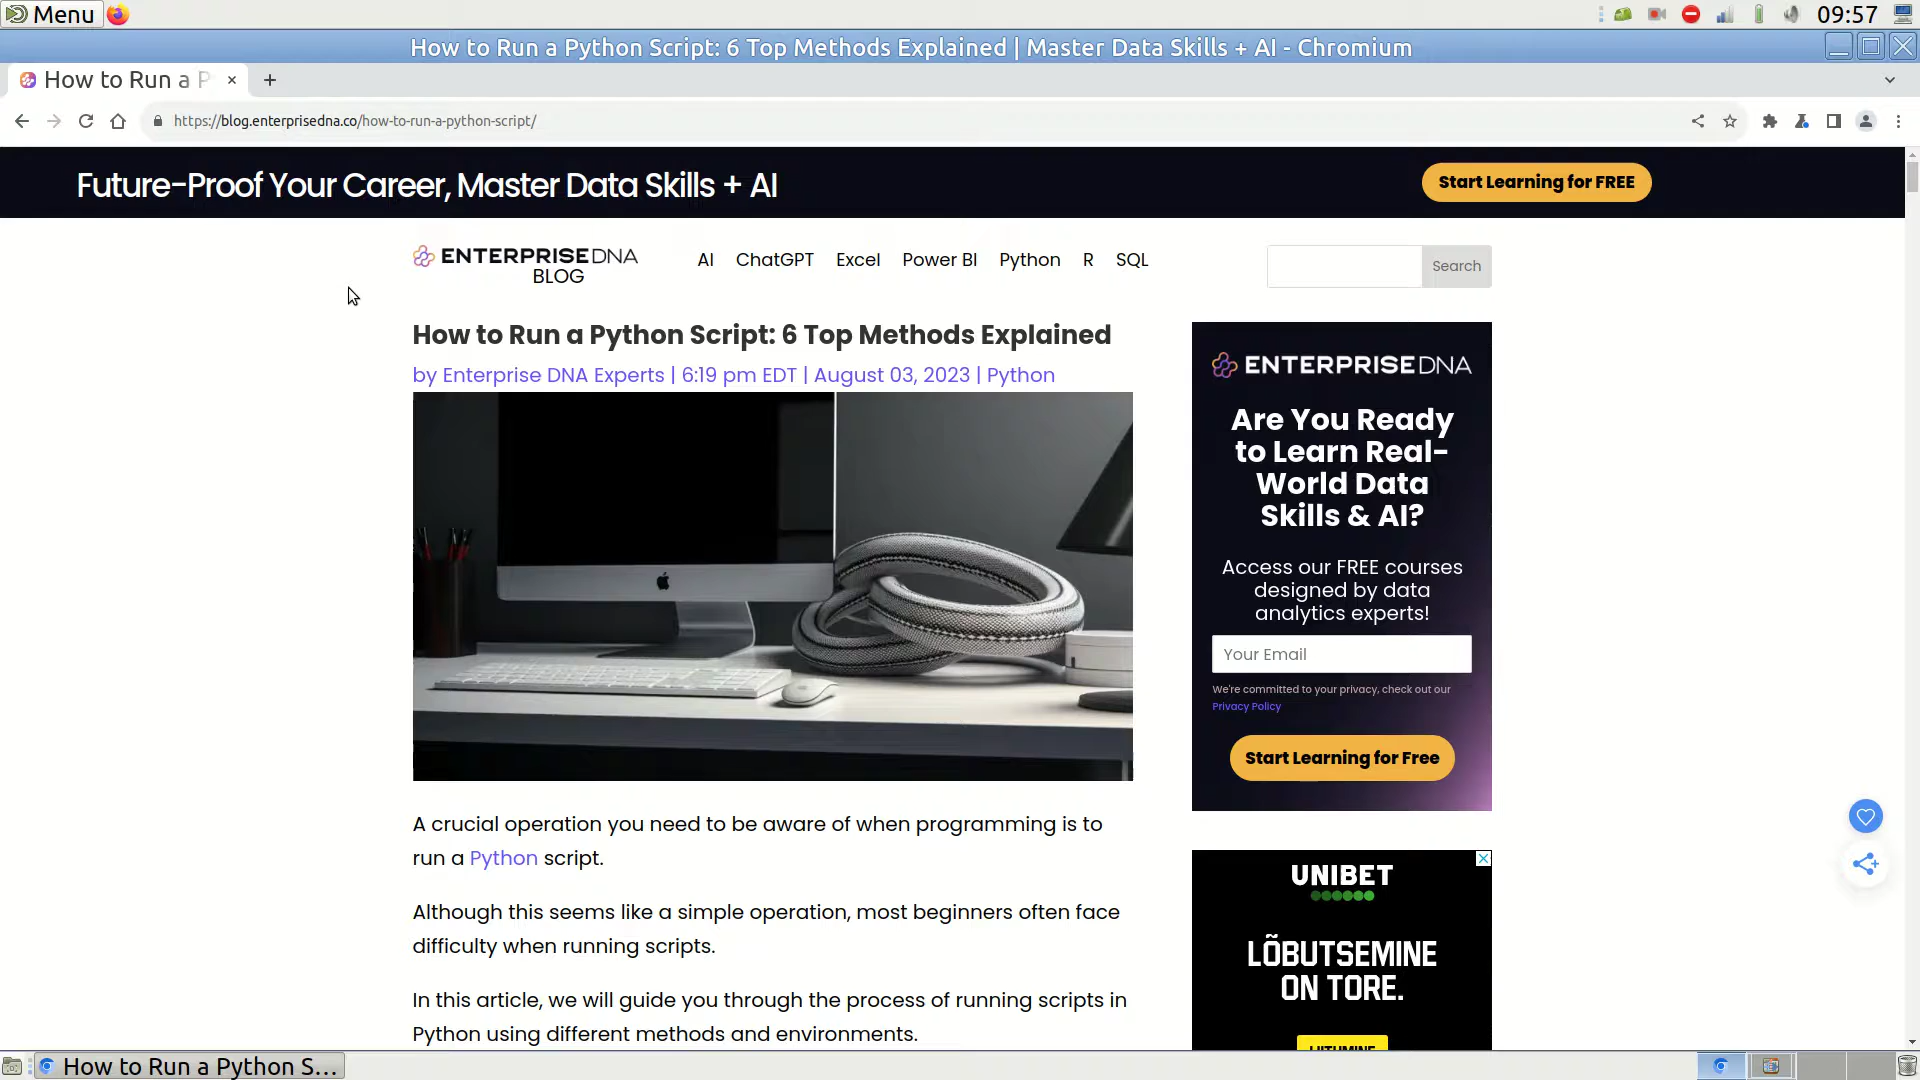 Menu
09:57
How to Run a Python Script: 6 Top Methods Explained | Master Data Skills + AI - Chromium
How to Run a P
https://blog.enterprisedna.co/how-to-run-a-python-script/
Future-Proof Your Career, Master Data Skills + AI
Start Learning for FREE
ENTERPRISEDNA
BLOG
AI ChatGPT Excel Power BI Python R SQL
Search
How to Run a Python Script: 6 Top Methods Explained
by Enterprise DNA Experts | 6:19 pm EDT | August 03, 2023 | Python
A crucial operation you need to be aware of when programming is to
run a Python script.
Although this seems like a simple operation, most beginners often face
difficulty when running scripts.
In this article, we will guide you through the process of running scripts in
Python using different methods and environments.
ENTERPRISEDNA
Are You Ready
to Learn Real-
World Data
Skills & AI?
Access our FREE courses
designed by data
analytics experts!
Your Email
We're committed to your privacy, check out our
Privacy Policy
Start Learning for Free
UNIBET
LÕBUTSEMINE
ON TORE.
How to Run a Python S...